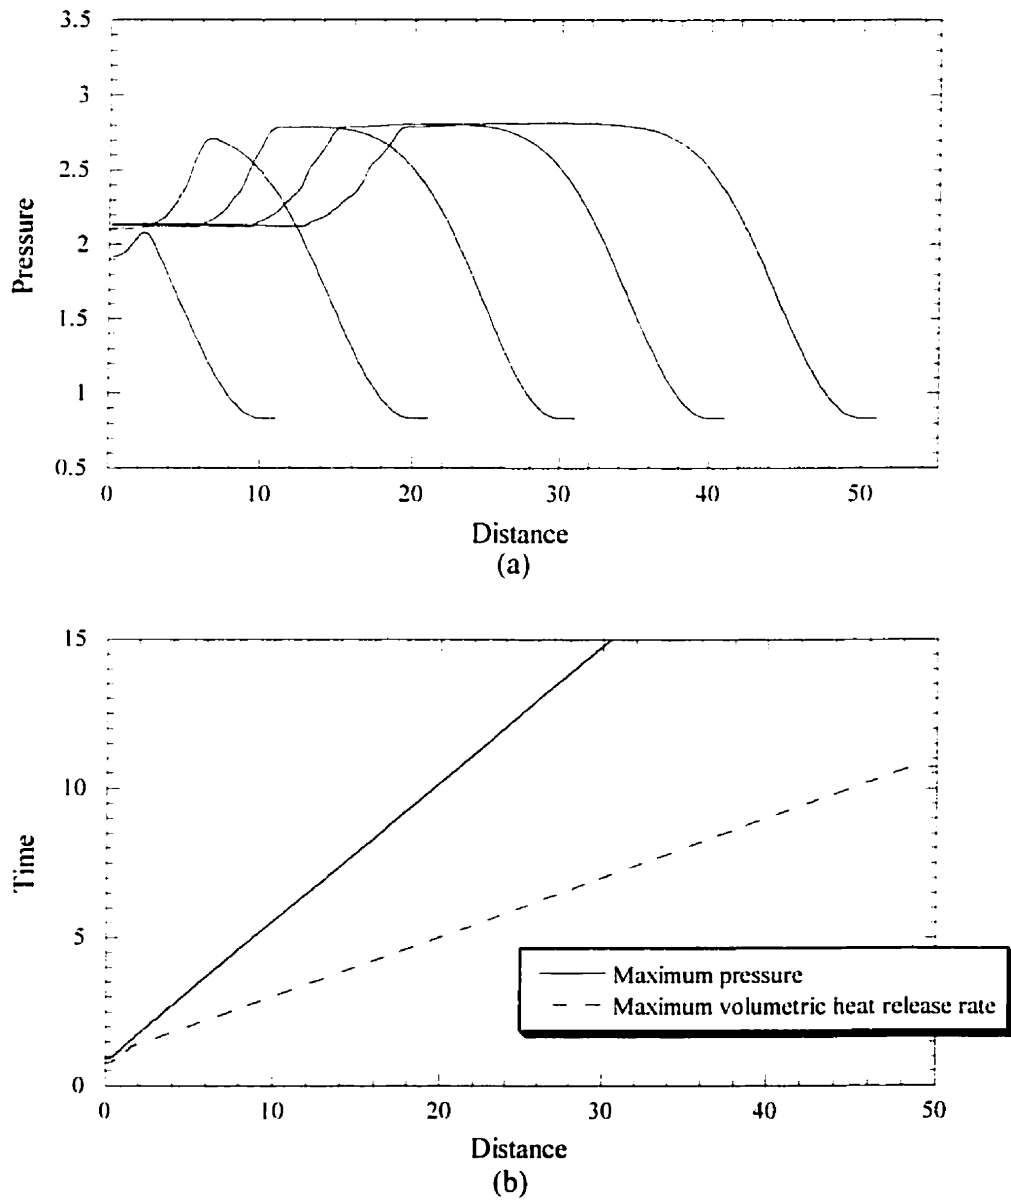 3.5
3
2.5
2
1.5
1
0.5
Pressure
0 10 20 30 40 50
Distance
(a)
15
10
5
0
Time
Maximum pressure
Maximum volumetric heat release rate
0 10 20 30 40 50
Distance
(b)